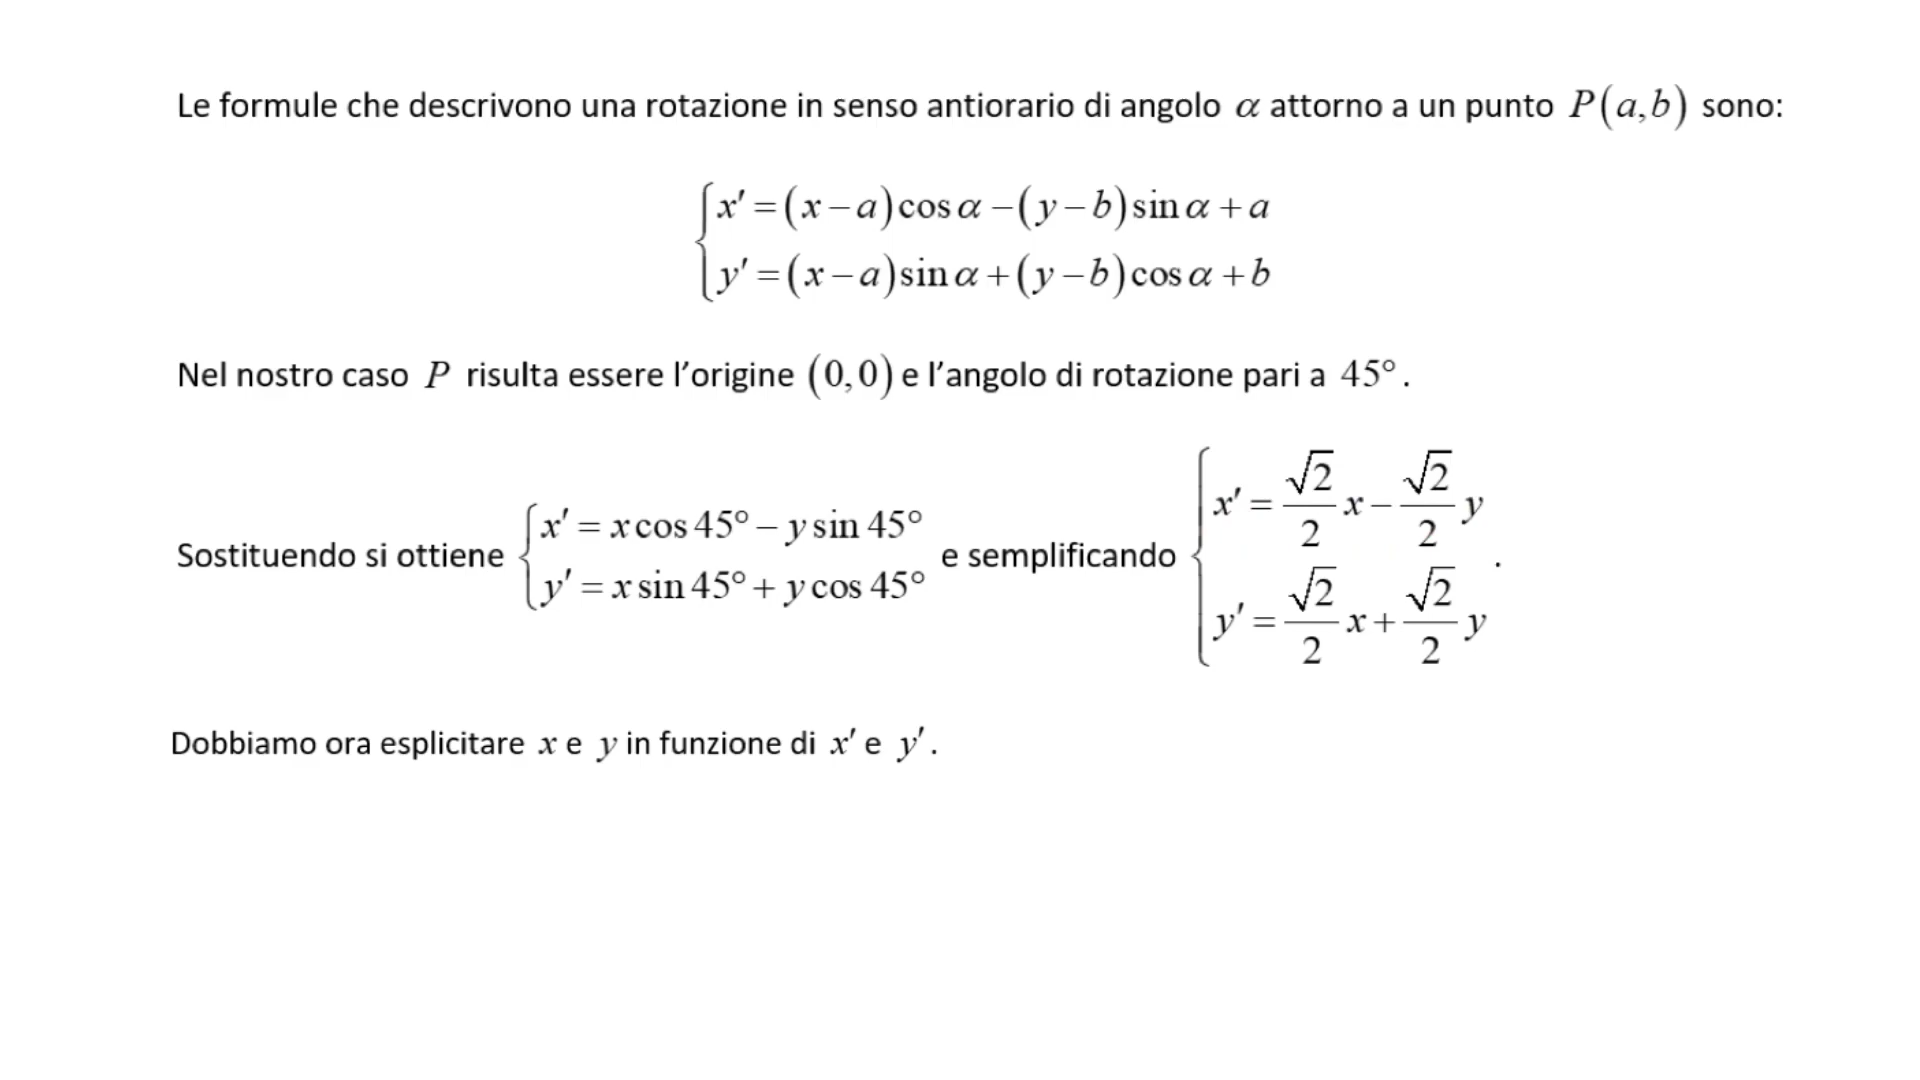 Le formule che descrivono una rotazione in senso antiorario di angolo α attorno a un punto P(a,b) sono:
{ x′ = (x − a) cos α − (y − b) sin α + a
y′ = (x − a) sin α + (y − b) cos α + b
Nel nostro caso P risulta essere l’origine (0,0) e l’angolo di rotazione pari a 45°.
Sostituendo si ottiene { x′ = x cos 45° − y sin 45° y′ = x sin 45° + y cos 45° e semplificando { x′ = √2/2 x − √2/2 y y′ = √2/2 x + √2/2 y .
Dobbiamo ora esplicitare x e y in funzione di x′ e y′.